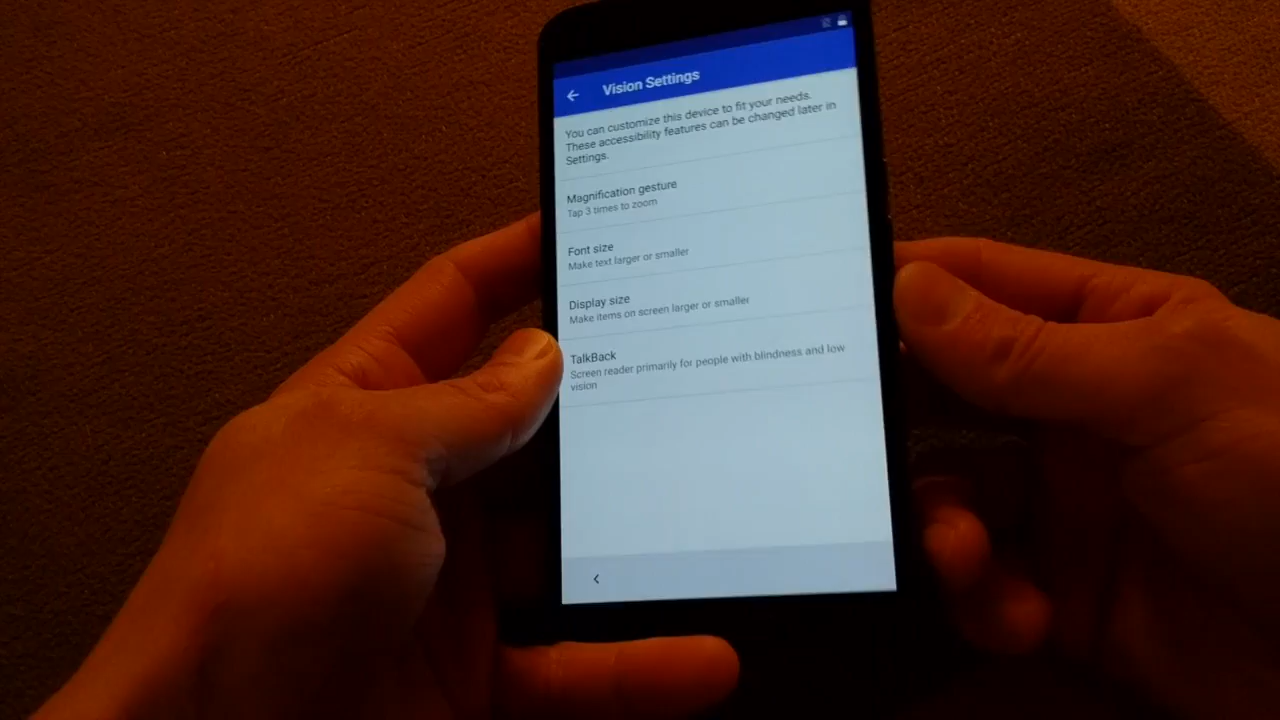 Vision Settings
You can customize this device to fit your needs.
These accessibility features can be changed later in
Settings.
Magnification gesture
Tap 3 times to zoom
Font size
Make text larger or smaller
Display size
Make items on screen larger or smaller
TalkBack
Screen reader primarily for people with blindness and low
vision